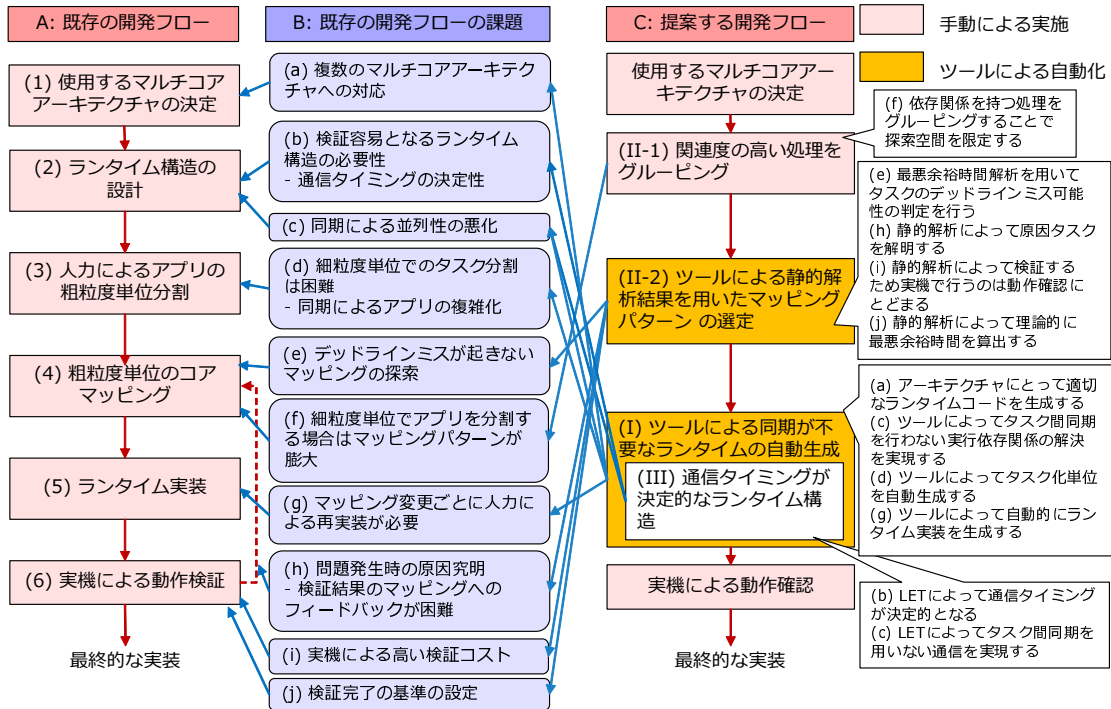 A: 既存の開発フロー
(1) 使用するマルチコア
アーキテクチャの決定
(2) ランタイム構造の
設計
(3) 人力によるアプリの
粗粒度単位分割
(4) 粗粒度単位のコア
マッピング
(5) ランタイム実装
(6) 実機による動作検証
最終的な実装
B: 既存の開発フローの課題
(a) 複数のマルチコアアーキテク
チャへの対応
(b) 検証容易となるランタイム
構造の必要性
- 通信タイミングの決定性
(c) 同期による並列性の悪化
(d) 細粒度単位でのタスク分割
は困難
- 同期によるアプリの複雑化
(e) デッドラインミスが起きない
マッピングの探索
(f) 細粒度単位でアプリを分割す
る場合はマッピングパターンが
膨大
(g) マッピング変更ごとに人力に
よる再実装が必要
(h) 問題発生時の原因究明
- 検証結果のマッピングへの
フィードバックが困難
(i) 実機による高い検証コスト
(j) 検証完了の基準の設定
C: 提案する開発フロー
使用するマルチコアアー
キテクチャの決定
(II-1) 関連度の高い処理を
グルーピング
(II-2) ツールによる静的解
析結果を用いたマッピング
パターン の選定
(I) ツールによる同期が不
要なランタイムの自動生成
(III) 通信タイミングが
決定的なランタイム構
造
実機による動作確認
最終的な実装
手動による実施
ツールによる自動化
(f) 依存関係を持つ処理を
グルーピングすることで
探索空間を限定する
(e) 最悪余裕時間解析を用いて
タスクのデッドラインミス可能
性の判定を行う
(h) 静的解析によって原因タスク
を解明する
(i) 静的解析によって検証する
ため実機で行うのは動作確認に
とどまる
(j) 静的解析によって理論的に
最悪余裕時間を算出する
(a) アーキテクチャにとって適切
なランタイムコードを生成する
(c) ツールによってタスク間同期
を行わない実行依存関係の解決
を実現する
(d) ツールによってタスク化単位
を自動生成する
(g) ツールによって自動的にラン
タイム実装を生成する
(b) LETによって通信タイミング
が決定的となる
(c) LETによってタスク間同期を
用いない通信を実現する